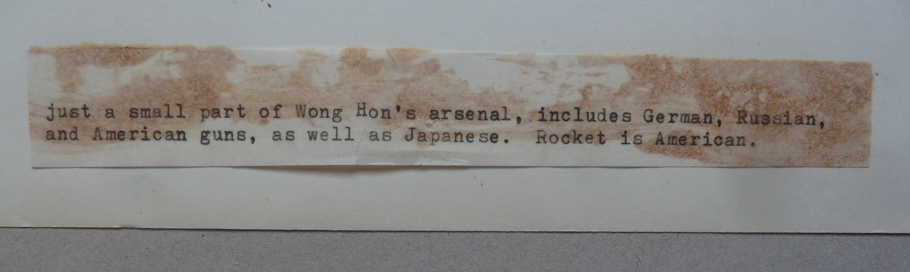 just a small part of Wong Hon's arsenal, includes German, Russian,
and American guns, as well as Japanese. Rocket is American.